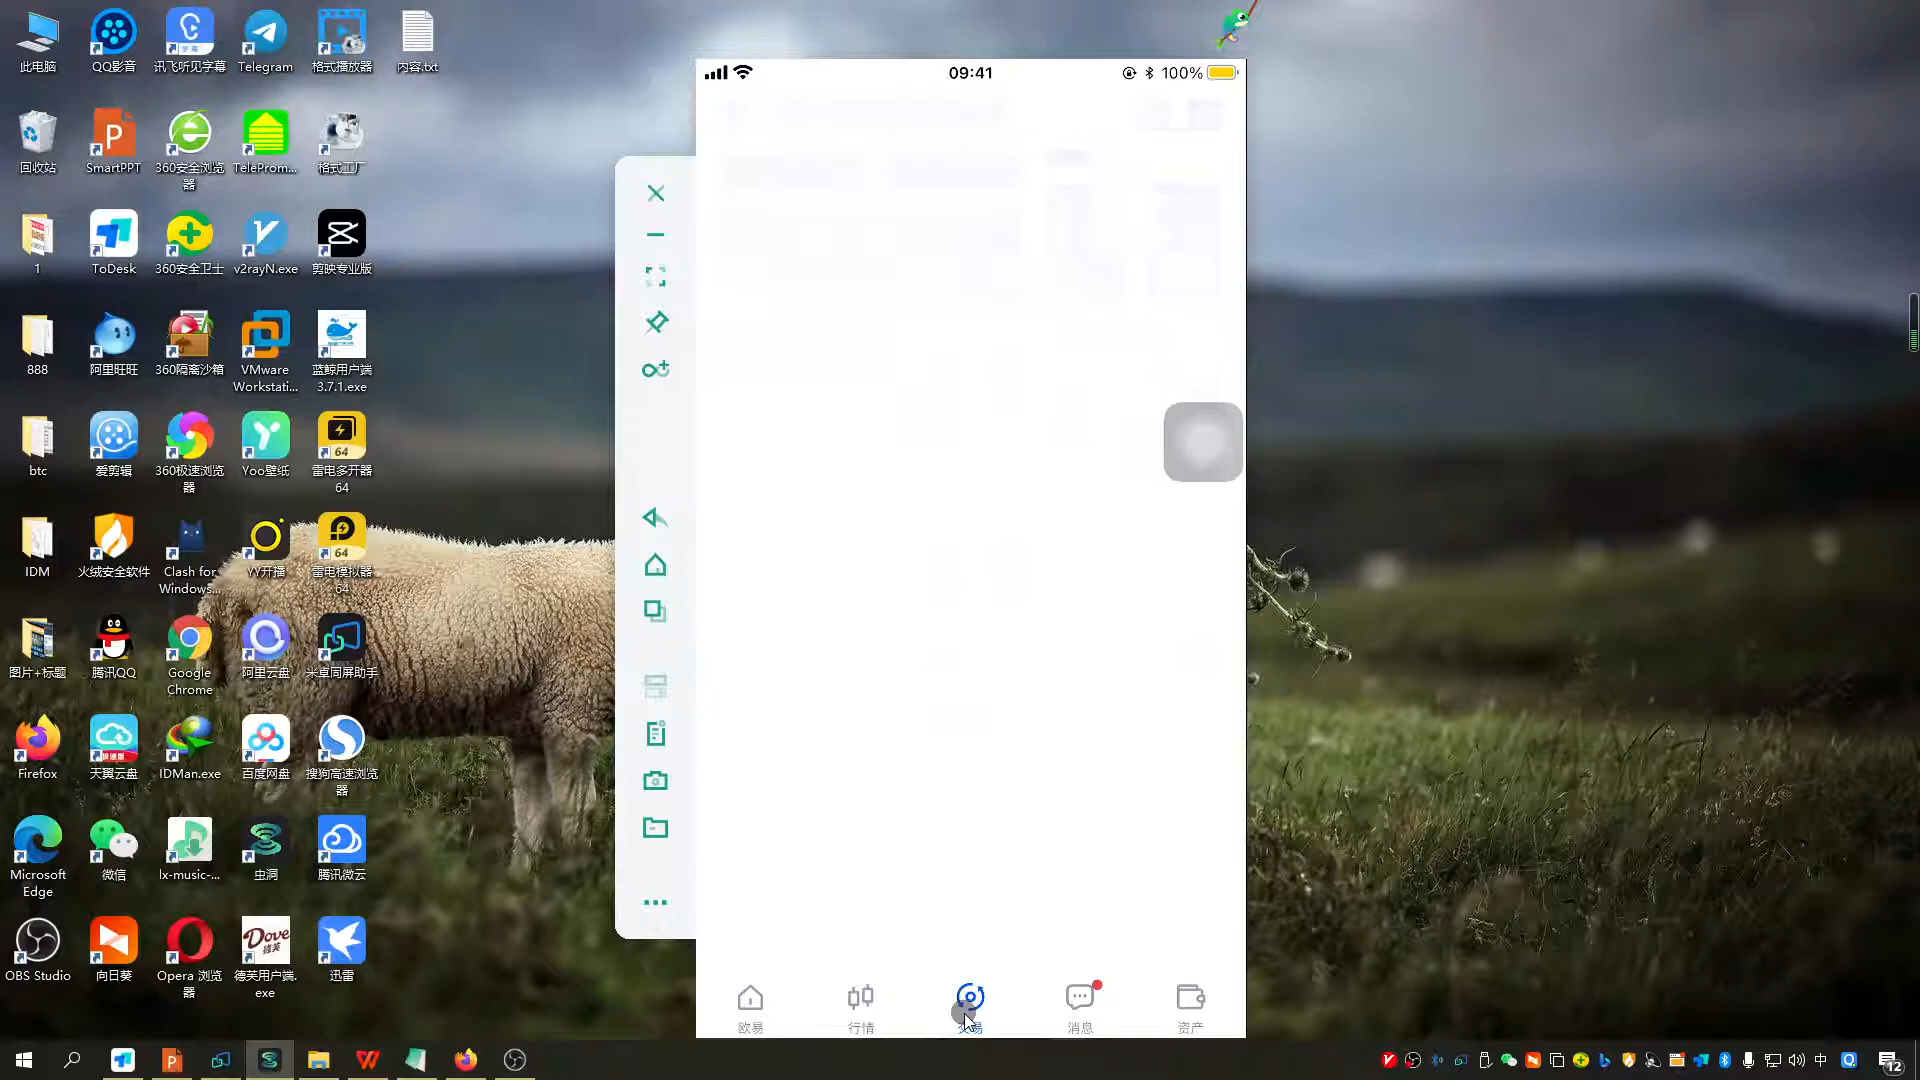 此电脑
QQ影音
讯飞听见字幕
Telegram
格式播放器
内容.txt
回收站
SmartPPT
360安全浏览器
TeleProm...
格式工厂
1
ToDesk
360安全卫士
v2rayN.exe
剪映专业版
888
阿里旺旺
360隔离沙箱
VMware Workstati...
蓝鲸用户端3.7.1.exe
btc
爱剪辑
360极速浏览器
Yoo壁纸
雷电多开器64
IDM
火绒安全软件
Clash for Windows...
YY开播
雷电模拟器64
图片+标题
腾讯QQ
Google Chrome
阿里云盘
米卓同屏助手
Firefox
天翼云盘
IDMan.exe
百度网盘
搜狗高速浏览器
Microsoft Edge
微信
lx-music-...
虫洞
腾讯微云
OBS Studio
向日葵
Opera 浏览器
德芙用户端.exe
迅雷
09:41
100%
欧易
行情
交易
消息
资产
中
12